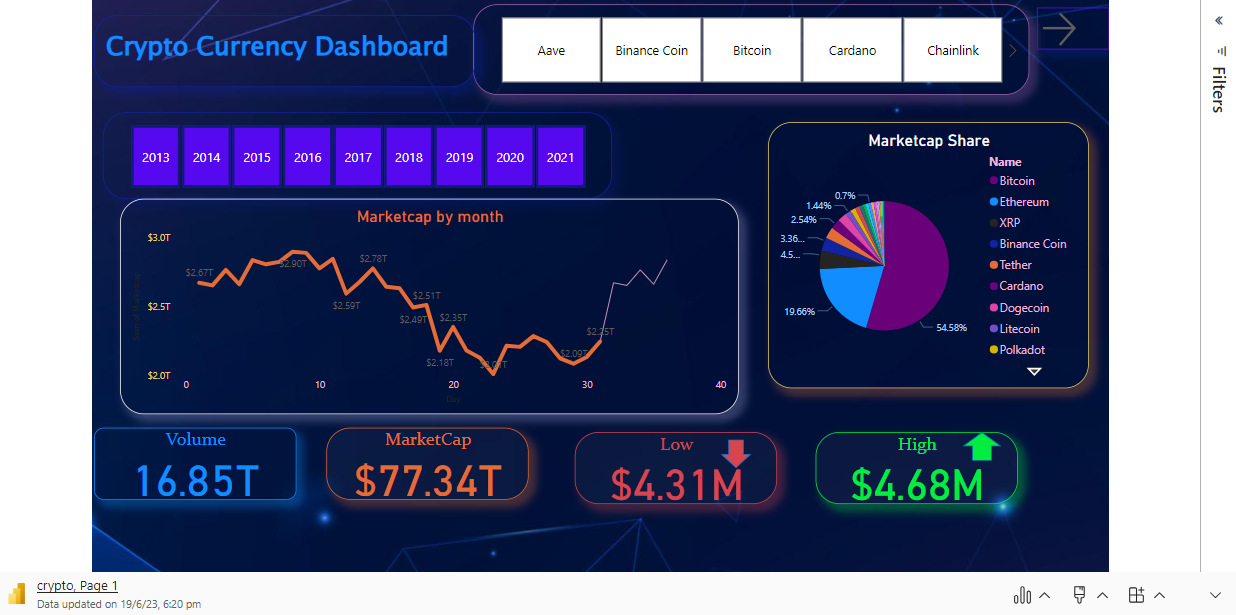 Crypto Currency Dashboard
Aave
Binance Coin
Bitcoin
Cardano
Chainlink
Filters
2013
2014
2015
2016
2017
2018
2019
2020
2021
Marketcap by month
$3.0T
$2.5T
$2.0T
$2.67T
$2.90T
$2.59T
$2.78T
$2.49T
$2.51T
$2.18T
$2.35T
$2.09T
$2.25T
0
10
20
30
40
Day
Marketcap Share
0.7%
1.44%
2.54%
3.36...
4.5...
19.66%
54.58%
Name
Bitcoin
Ethereum
XRP
Binance Coin
Tether
Cardano
Dogecoin
Litecoin
Polkadot
Volume
16.85T
MarketCap
$77.34T
Low
$4.31M
High
$4.68M
crypto, Page 1
Data updated on 19/6/23, 6:20 pm